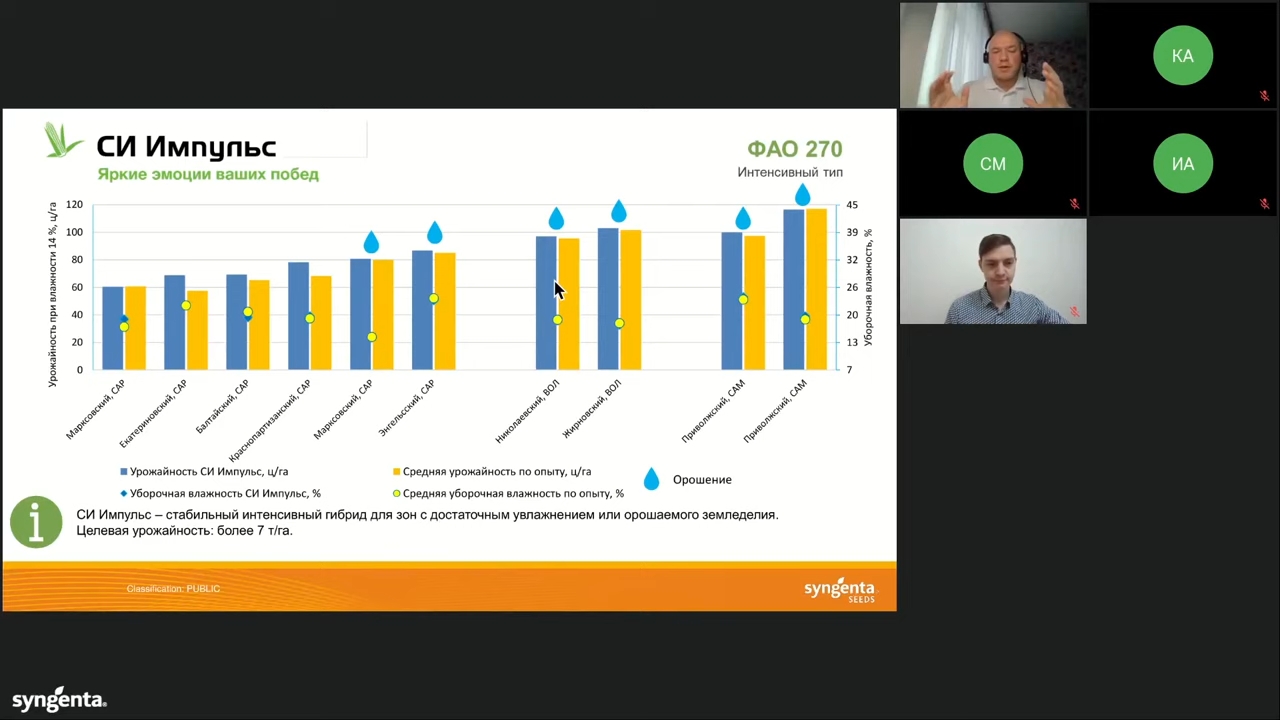 СИ Импульс
Яркие эмоции ваших побед
ФАО 270
Интенсивный тип
Урожайность при влажности 14 %, ц/га
120
100
80
60
40
20
0
45
39
32
26
20
13
7
Уборочная влажность, %
Марксовский, САР
Екатериновский, САР
Балтайский, САР
Краснопартизанский, САР
Марксовский, САР
Энгельсский, САР
Николаевский, ВОЛ
Жирновский, ВОЛ
Приволжский, САМ
Приволжский, САМ
Урожайность СИ Импульс, ц/га
Средняя урожайность по опыту, ц/га
Орошение
Уборочная влажность СИ Импульс, %
Средняя уборочная влажность по опыту, %
СИ Импульс – стабильный интенсивный гибрид для зон с достаточным увлажнением или орошаемого земледелия.
Целевая урожайность: более 7 т/га.
Classification: PUBLIC
syngenta
SEEDS
КА
СМ
ИА
syngenta